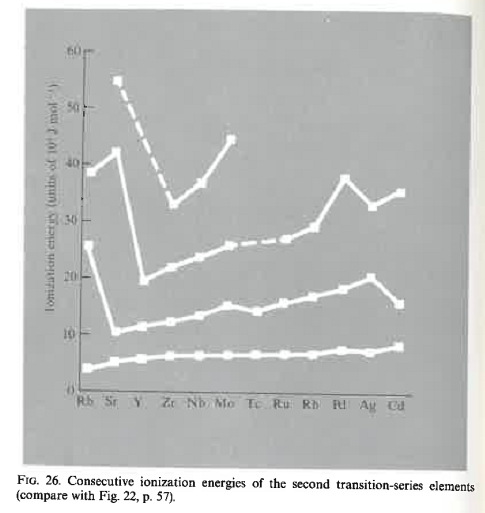 60
50
40
30
20
10
0
Ionization energy (units of 10⁵ J mol⁻¹)
Rb Sr Y Zr Nb Mo Tc Ru Rb Pd Ag Cd
FIG. 26. Consecutive ionization energies of the second transition-series elements
(compare with Fig. 22, p. 57).